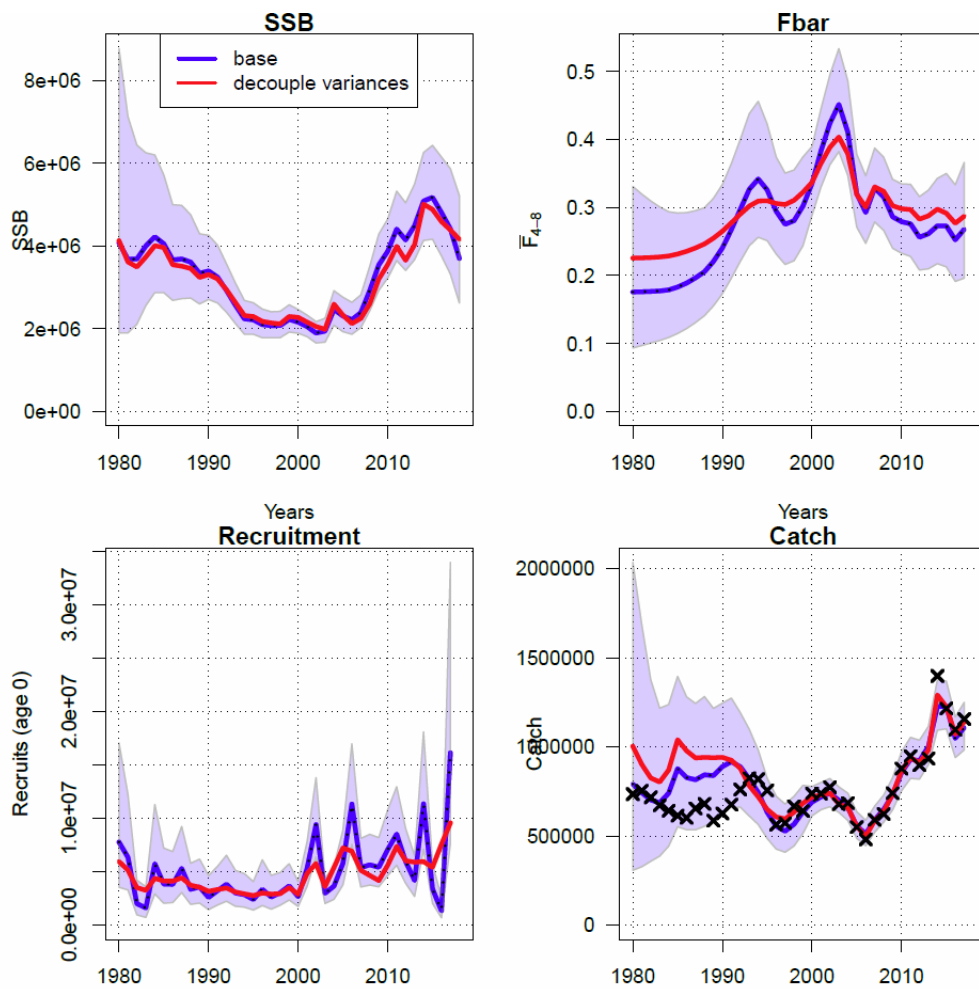 SSB
base
decouple variances
SSB
8e+06
6e+06
4e+06
2e+06
0e+00
1980 1990 2000 2010
Years
Fbar
F̅4−8
0.5
0.4
0.3
0.2
0.1
0.0
1980 1990 2000 2010
Years
Recruitment
Recruits (age 0)
3.0e+07
2.0e+07
1.0e+07
0.0e+00
1980 1990 2000 2010
Catch
Catch
2000000
1500000
1000000
500000
0
1980 1990 2000 2010